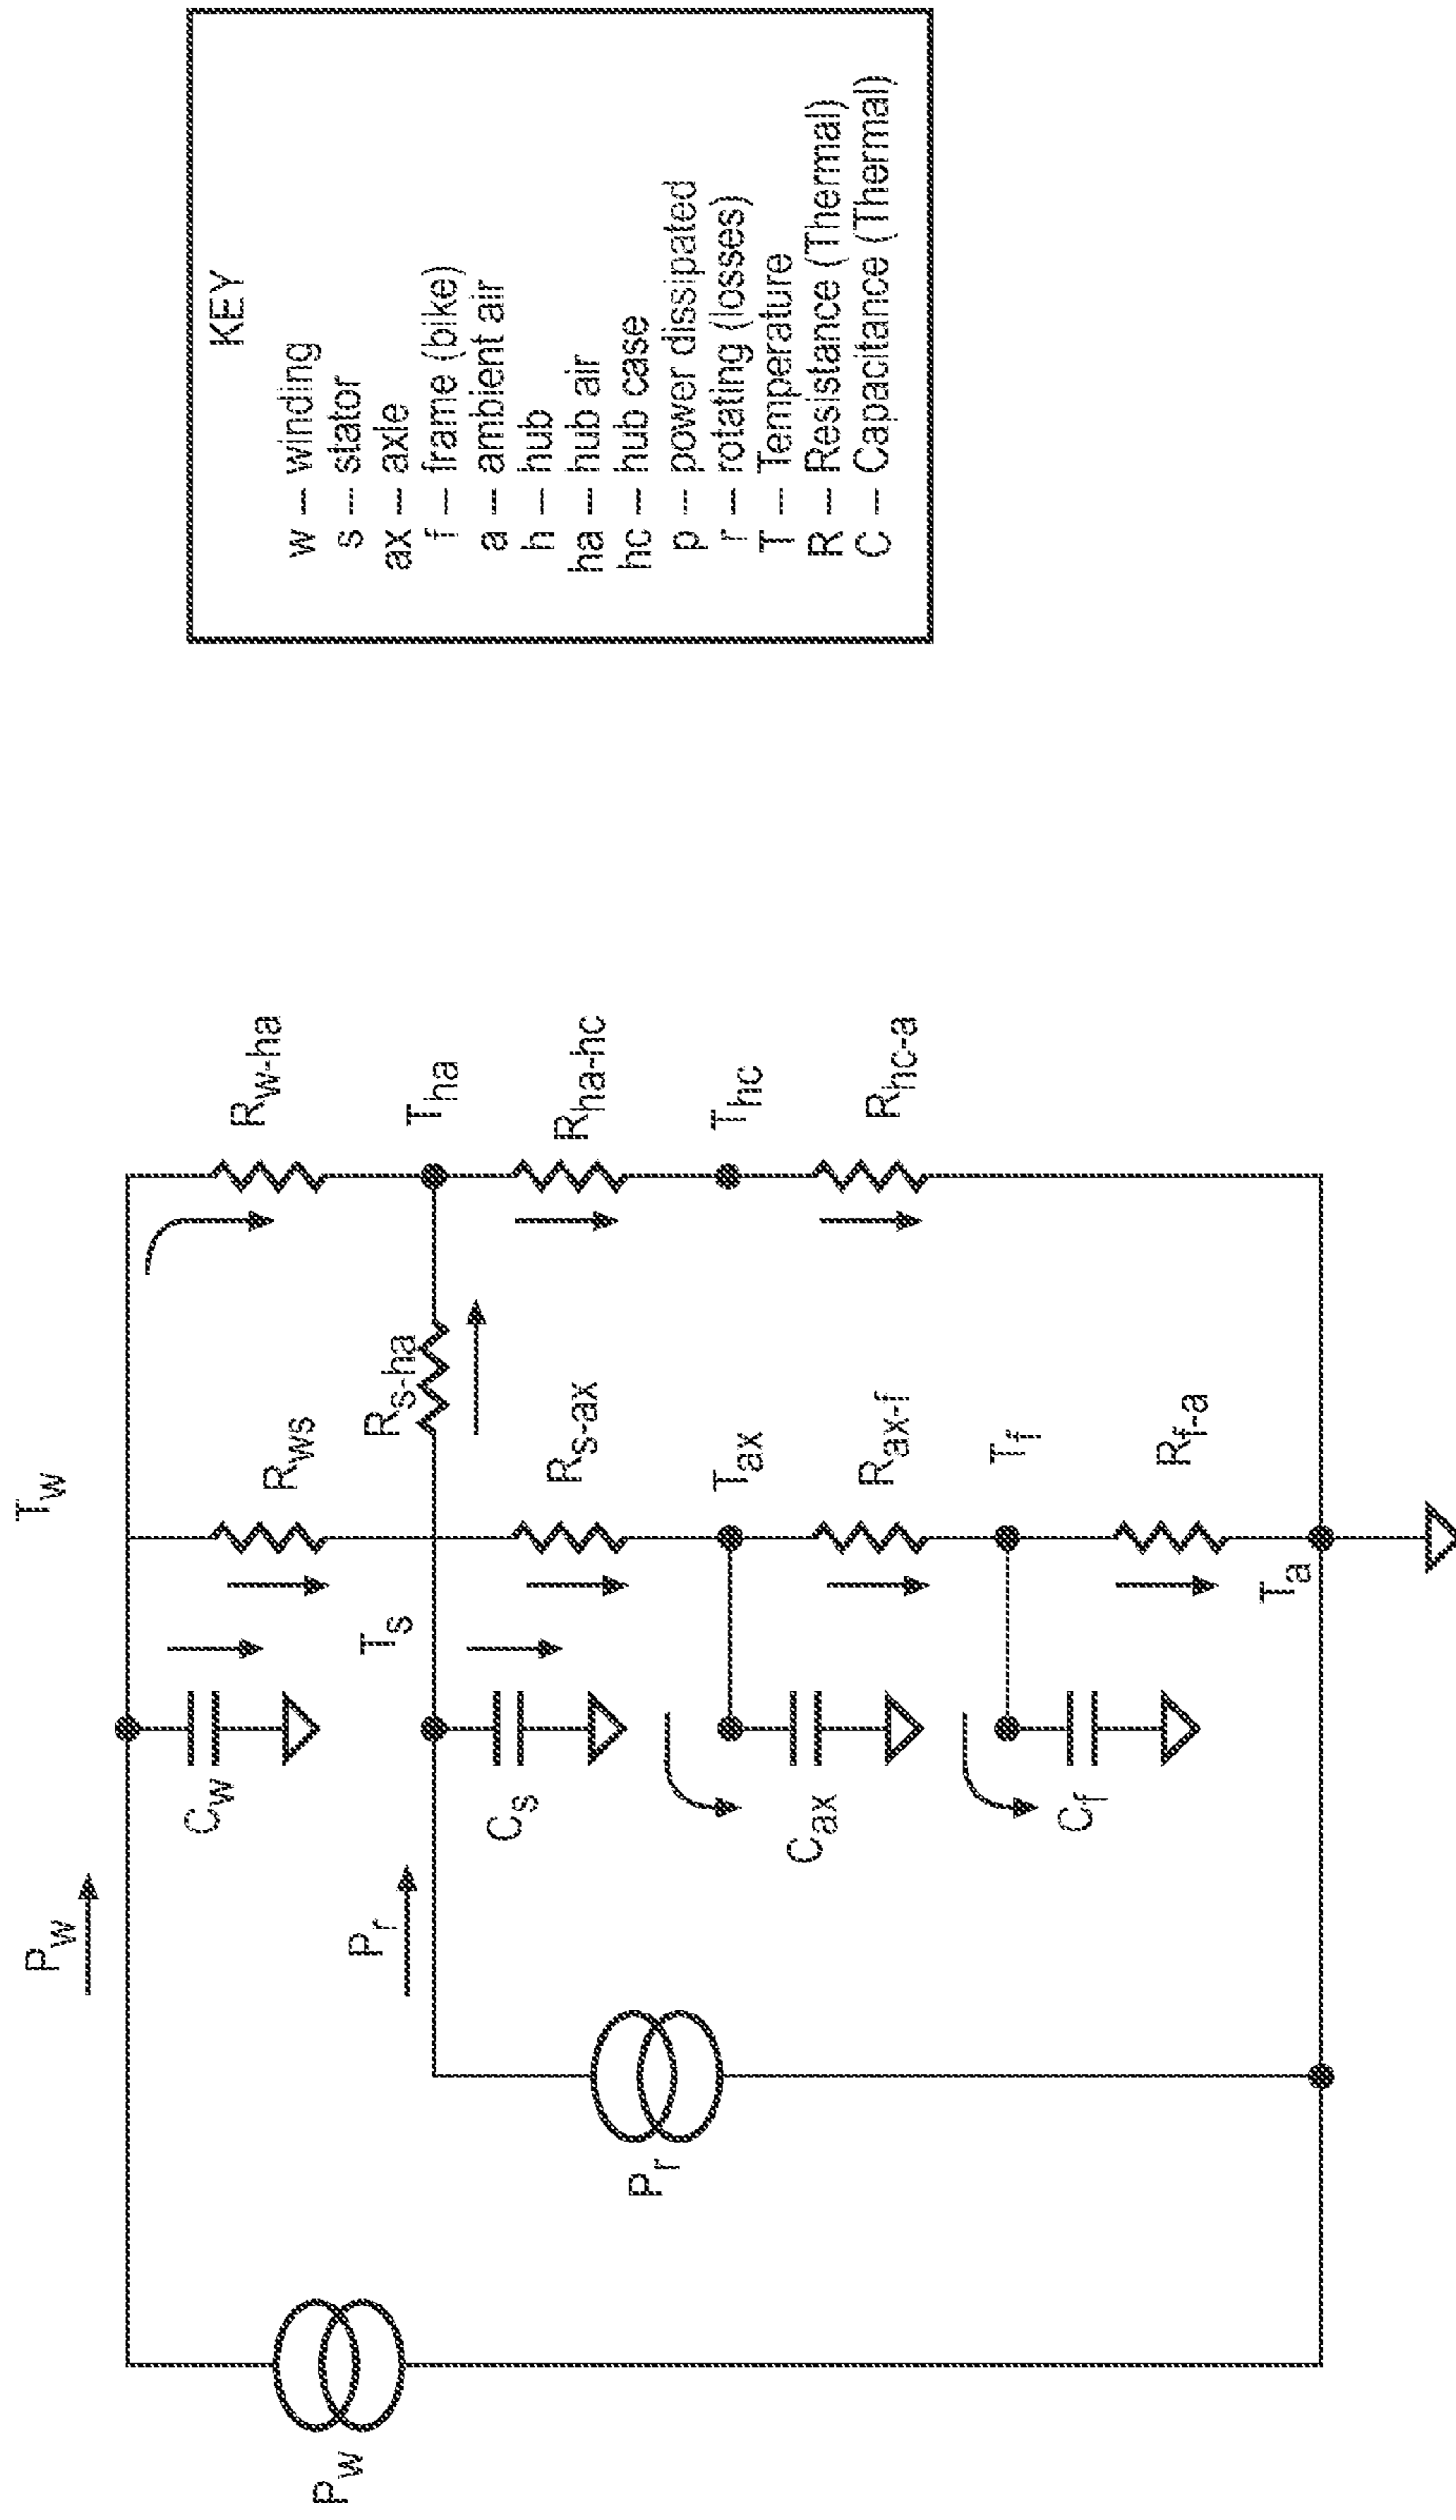 T_w
P_w
P_w
C_w
R_ws
R_w-ha
P_r
T_s
R_s-ha
T_ha
P_r
C_s
R_s-ax
R_ha-hc
C_ax
T_ax
T_hc
R_ax-f
R_hc-a
C_f
T_f
R_f-a
T_a
KEY
w -- winding
s -- stator
ax -- axle
f -- frame (bike)
a -- ambient air
h -- hub
ha -- hub air
hc -- hub case
p -- power dissipated
r -- rotating (losses)
T -- Temperature
R -- Resistance (Thermal)
C -- Capacitance (Thermal)